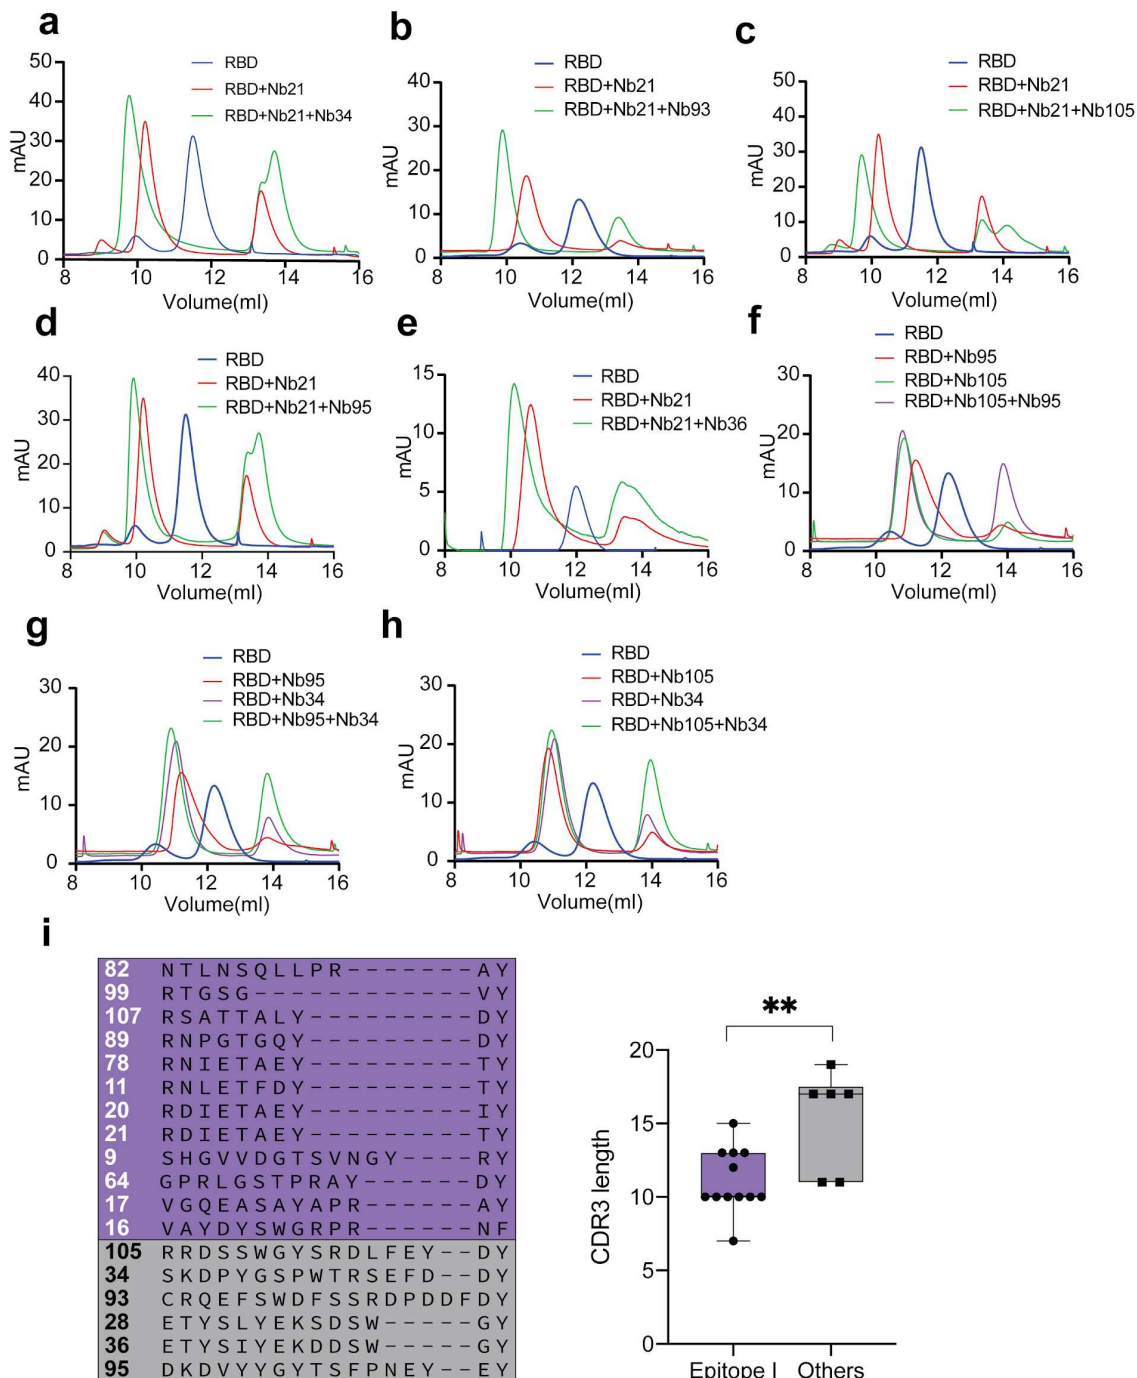 a
RBD
RBD+Nb21
RBD+Nb21+Nb34
50
40
30
20
10
0
mAU
8 10 12 14 16
Volume(ml)
b
RBD
RBD+Nb21
RBD+Nb21+Nb93
40
30
20
10
0
mAU
8 10 12 14 16
Volume(ml)
c
RBD
RBD+Nb21
RBD+Nb21+Nb105
50
40
30
20
10
0
mAU
8 10 12 14 16
Volume(ml)
d
RBD
RBD+Nb21
RBD+Nb21+Nb95
40
30
20
10
0
mAU
8 10 12 14 16
Volume(ml)
e
RBD
RBD+Nb21
RBD+Nb21+Nb36
15
10
5
0
mAU
8 10 12 14 16
Volume(ml)
f
RBD
RBD+Nb95
RBD+Nb105
RBD+Nb105+Nb95
30
20
10
0
mAU
8 10 12 14 16
Volume(ml)
g
RBD
RBD+Nb95
RBD+Nb34
RBD+Nb95+Nb34
30
20
10
0
mAU
8 10 12 14 16
Volume(ml)
h
RBD
RBD+Nb105
RBD+Nb34
RBD+Nb105+Nb34
30
20
10
0
mAU
8 10 12 14 16
Volume(ml)
i
82 NTLNSQLLPR-------AY
99 RTGSG------------VY
107 RSATTALY---------DY
89 RNPGTGQY---------DY
78 RNIETAEY---------TY
11 RNLETFDY---------TY
20 RDIETAEY---------IY
21 RDIETAEY---------TY
9 SHGVVDGTSVNGY----RY
64 GPRLGSTPRAY------DY
17 VGQEASAYAPR------AY
16 VAYDYSWGRPR------NF
105 RRDSSWGYSRDLFEY--DY
34 SKDPYGSPWTRSEFD--DY
93 CRQEFSWDFSSRDPDDFDY
28 ETYSLYEKSDSW-----GY
36 ETYSIYEKDDSW-----GY
95 DKDVYYGYTSFPNEY--EY
**
20
15
10
5
0
CDR3 length
Epitope I Others